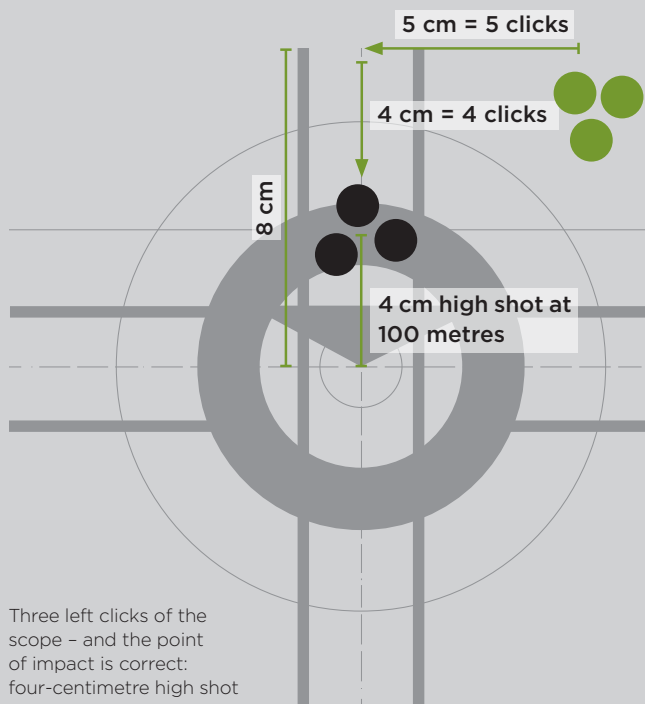 5 cm = 5 clicks
4 cm = 4 clicks
8 cm
4 cm high shot at
100 metres
Three left clicks of the
scope – and the point
of impact is correct:
four-centimetre high shot